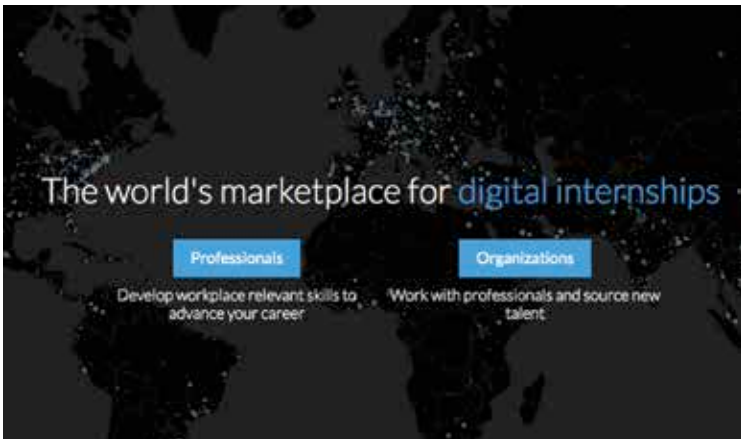 The world's marketplace for digital internships
Professionals
Develop workplace relevant skills to
advance your career
Organizations
Work with professionals and source new
talent